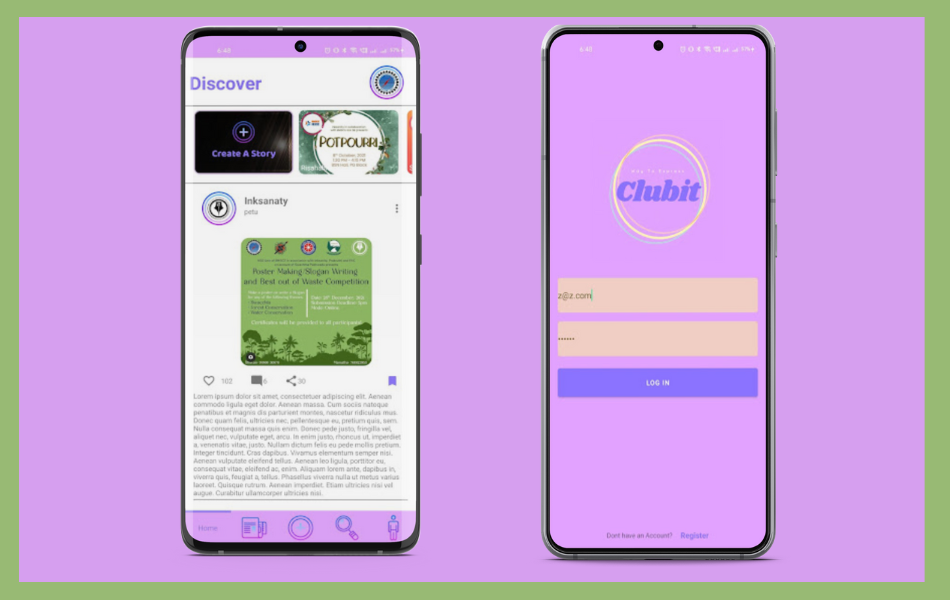 6:40
Discover
Create A Story
POTPOURRI
Inksanaty
peta
Poster Making/Slogan Writing
and Best out of Waste Competition
Certificates will be provided to all participants!
102
6
30
Lorem ipsum dolor sit amet, consectetuer adipiscing elit. Aenean
commodo ligula eget dolor. Aenean massa. Cum sociis natoque
penatibus et magnis dis parturient montes, nascetur ridiculus mus.
Donec quam felis, ultricies nec, pellentesque eu, pretium quis, sem.
Nulla consequat massa quis enim. Donec pede justo, fringilla vel,
aliquet nec, vulputate eget, arcu. In enim justo, rhoncus ut, imperdiet
a, venenatis vitae, justo. Nullam dictum felis eu pede mollis pretium.
Integer tincidunt. Cras dapibus. Vivamus elementum semper nisi.
Aenean vulputate eleifend tellus. Aenean leo ligula, porttitor eu,
consequat vitae, eleifend ac, enim. Aliquam lorem ante, dapibus in,
viverra quis, feugiat a, tellus. Phasellus viverra nulla ut metus varius
laoreet. Quisque rutrum. Aenean imperdiet. Etiam ultricies nisi vel
augue. Curabitur ullamcorper ultricies nisi.
Home
6:40
Clubit
z@z.com
LOG IN
Dont have an Account? Register